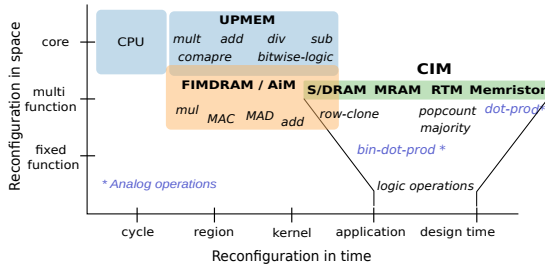 Reconfiguration in space
core
multi
function
fixed
function
CPU
UPMEM
mult add div sub
comapre bitwise-logic
FIMDRAM / AiM
mul MAC MAD add
CIM
S/DRAM MRAM RTM Memristor
row-clone popcount dot-prod*
majority
bin-dot-prod *
* Analog operations
logic operations
cycle region kernel application design time
Reconfiguration in time